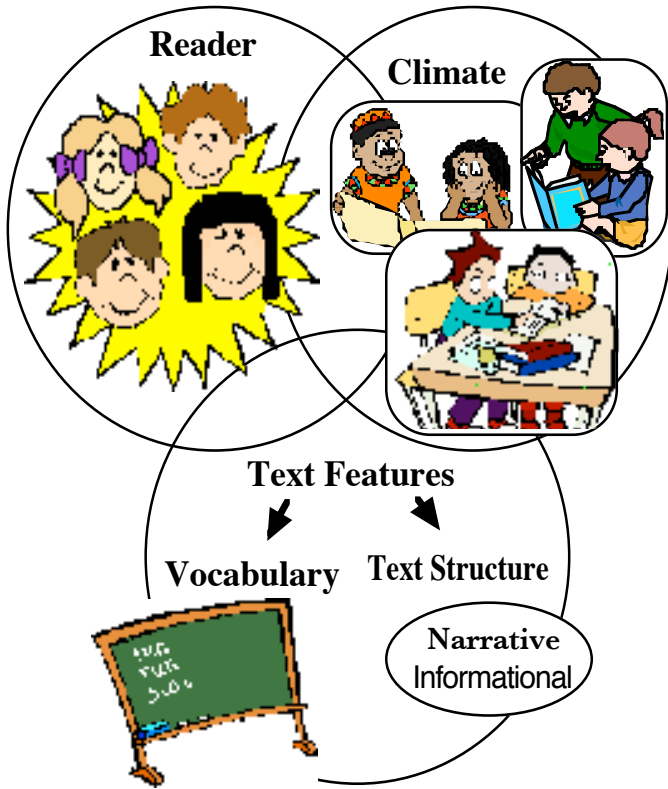 Reader
Climate
Text Features
Vocabulary
Text Structure
Narrative
Informational